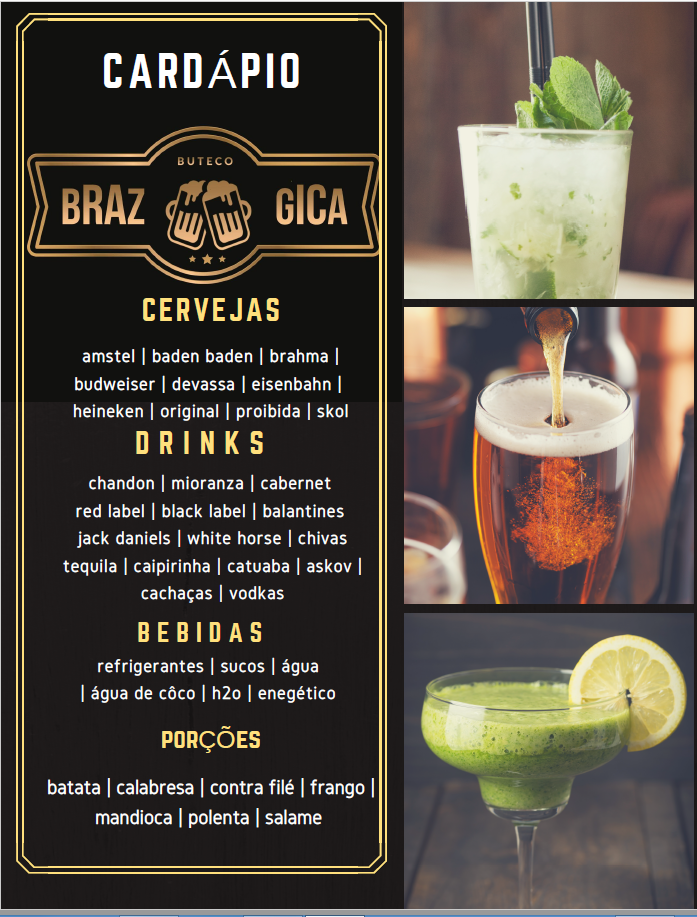 CARDÁPIO
BUTECO
BRAZ GICA
CERVEJAS
amstel | baden baden | brahma |
budweiser | devassa | eisenbahn |
heineken | original | proibida | skol
DRINKS
chandon | mioranza | cabernet
red label | black label | balantines
jack daniels | white horse | chivas
tequila | caipirinha | catuaba | askov |
cachaças | vodkas
BEBIDAS
refrigerantes | sucos | água
| água de côco | h2o | enegético
PORÇÕES
batata | calabresa | contra filé | frango |
mandioca | polenta | salame